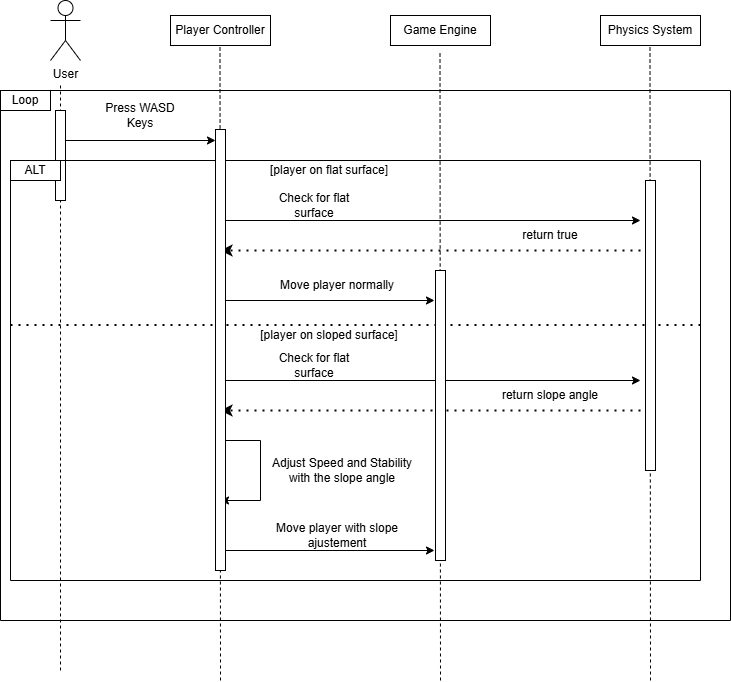 Player Controller
Game Engine
Physics System
User
Loop
Press WASD
Keys
ALT
[player on flat surface]
Check for flat
surface
return true
Move player normally
[player on sloped surface]
Check for flat
surface
return slope angle
Adjust Speed and Stability
with the slope angle
Move player with slope
ajustement